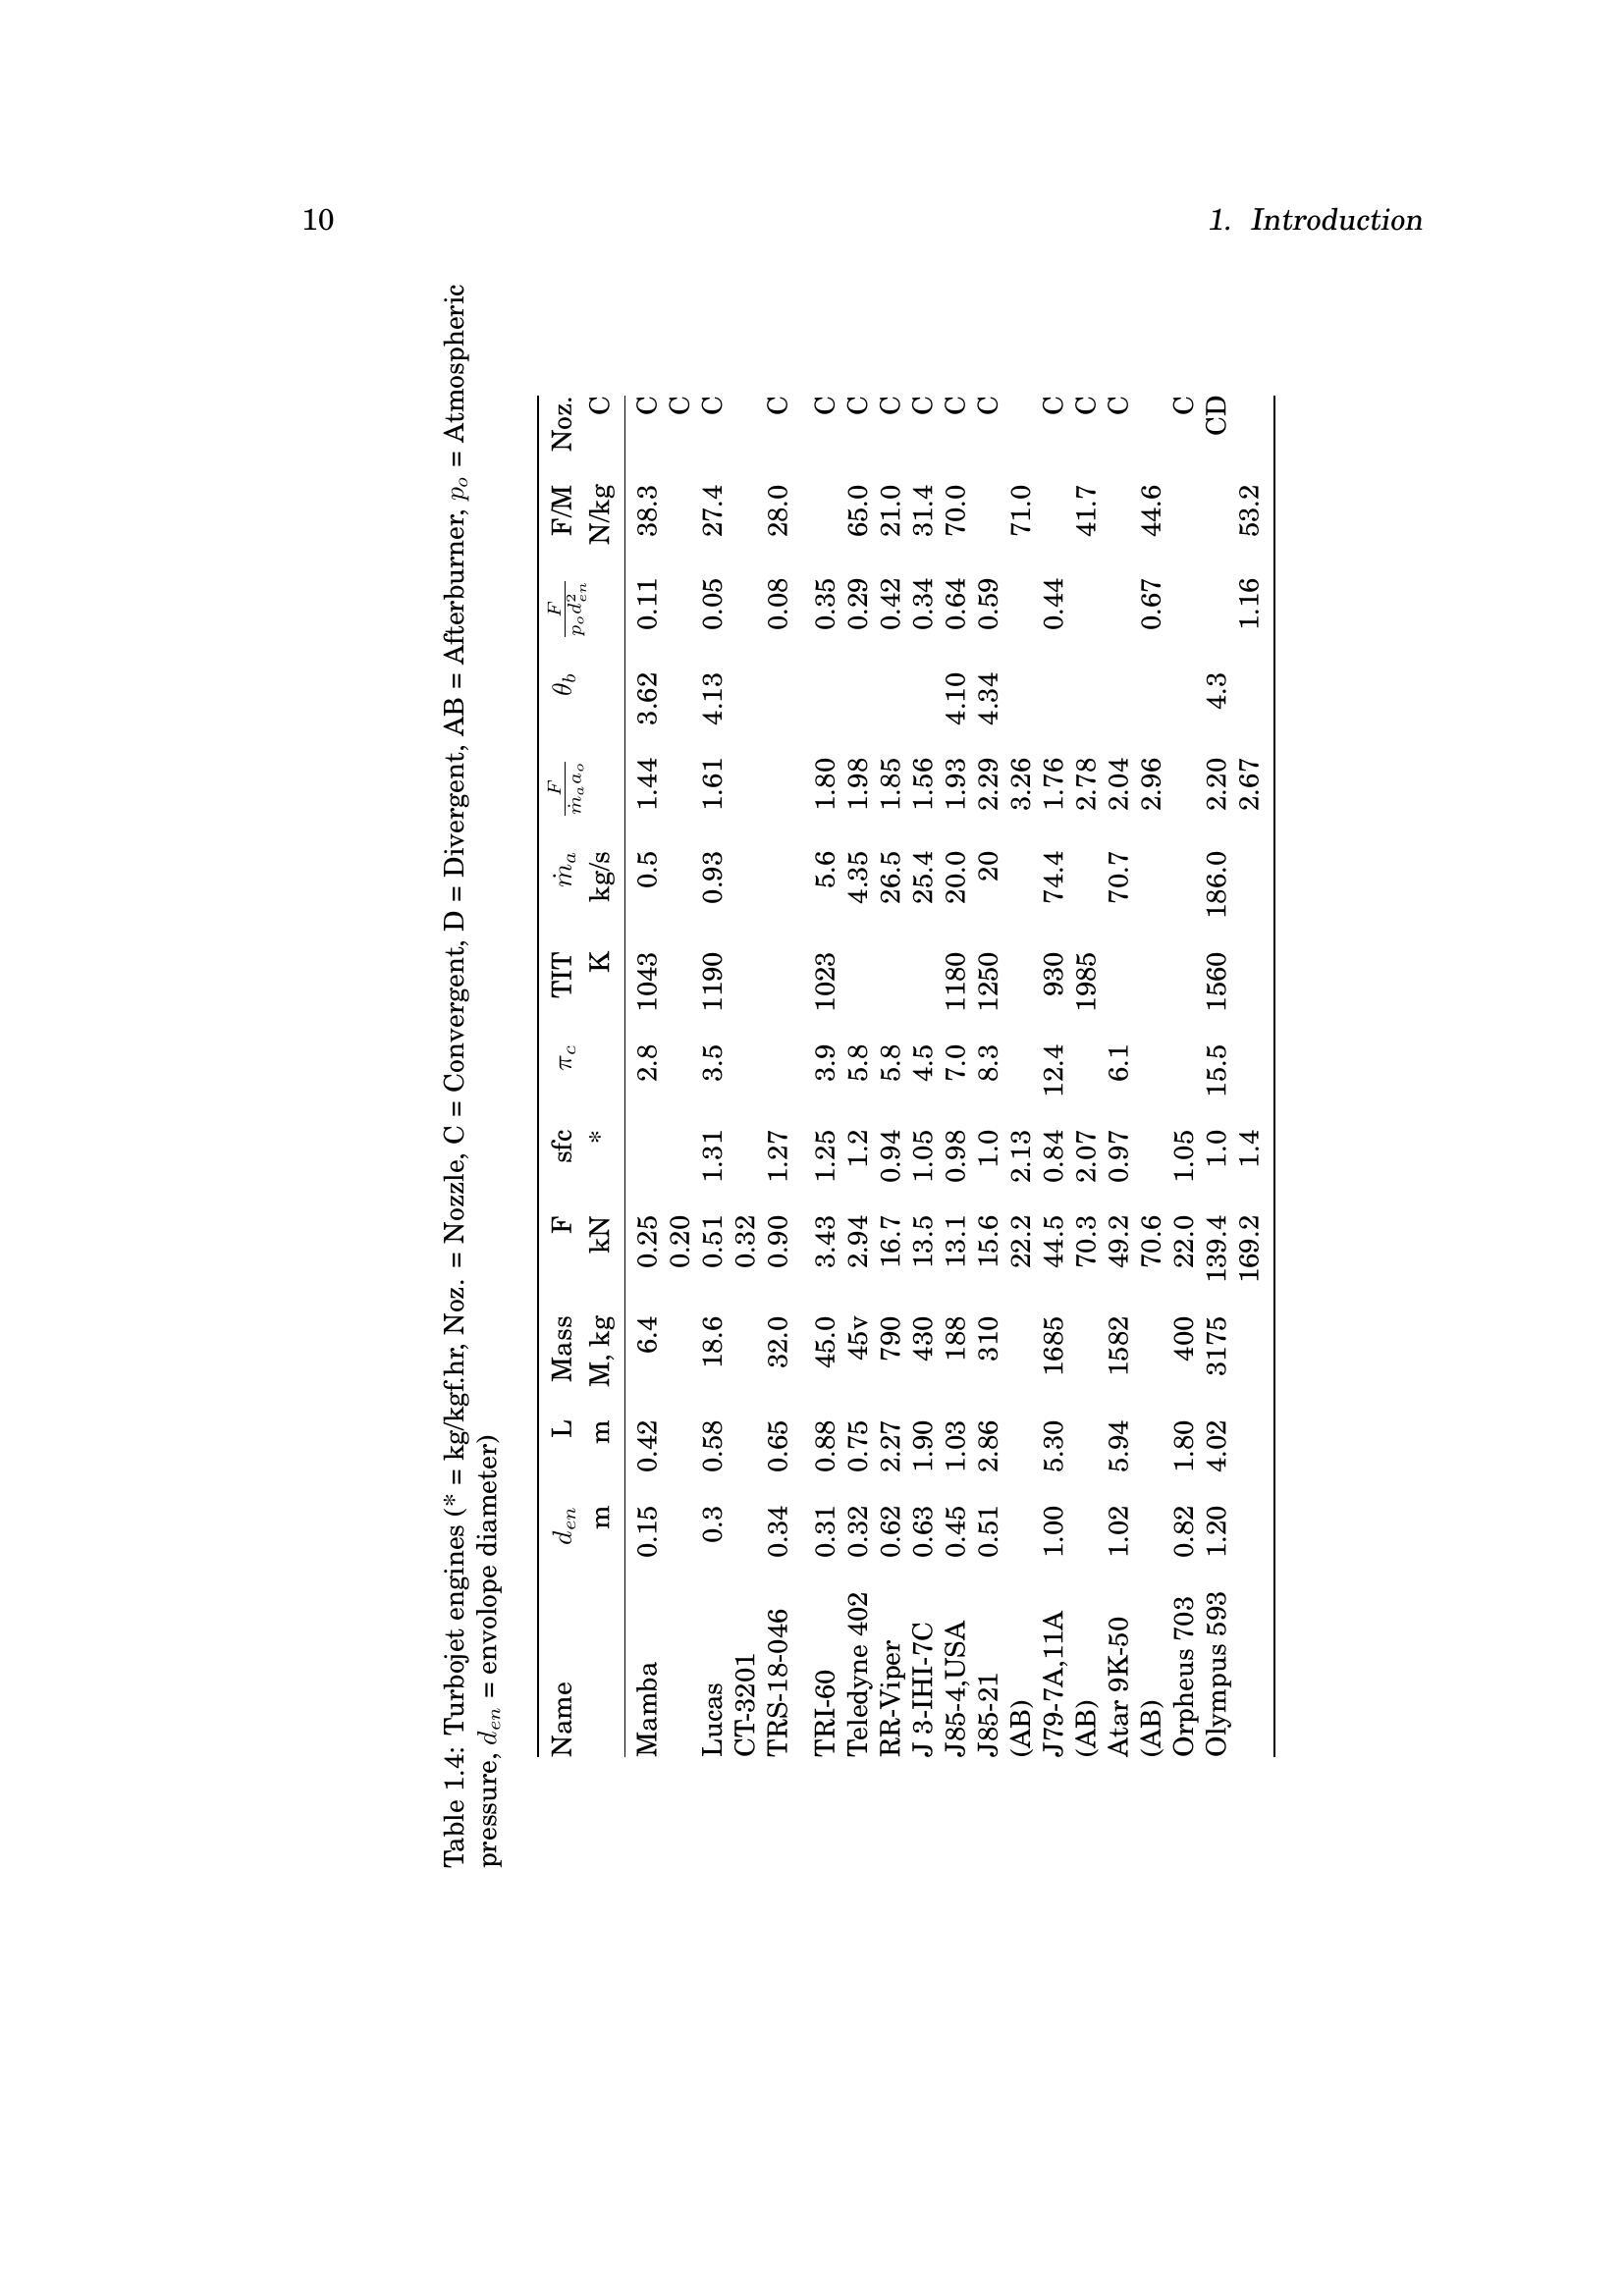 10 1. Introduction
Table 1.4: Turbojet engines (* = kg/kgf.hr, Noz. = Nozzle, C = Convergent, D = Divergent, AB = Afterburner, p_o = Atmospheric
pressure, d_en = envolope diameter)
Name d_en L Mass F sfc π_c TIT ṁ_a F/(ṁ_a a_o) θ_b F/(p_o d_en^2) F/M Noz.
m m M, kg kN * K kg/s N/kg C
Mamba 0.15 0.42 6.4 0.25 2.8 1043 0.5 1.44 3.62 0.11 38.3 C
0.20 C
Lucas 0.3 0.58 18.6 0.51 1.31 3.5 1190 0.93 1.61 4.13 0.05 27.4 C
CT-3201 0.32
TRS-18-046 0.34 0.65 32.0 0.90 1.27 0.08 28.0 C
TRI-60 0.31 0.88 45.0 3.43 1.25 3.9 1023 5.6 1.80 0.35 C
Teledyne 402 0.32 0.75 45v 2.94 1.2 5.8 4.35 1.98 0.29 65.0 C
RR-Viper 0.62 2.27 790 16.7 0.94 5.8 26.5 1.85 0.42 21.0 C
J 3-IHI-7C 0.63 1.90 430 13.5 1.05 4.5 25.4 1.56 0.34 31.4 C
J85-4,USA 0.45 1.03 188 13.1 0.98 7.0 1180 20.0 1.93 4.10 0.64 70.0 C
J85-21 0.51 2.86 310 15.6 1.0 8.3 1250 20 2.29 4.34 0.59 C
(AB) 22.2 2.13 3.26 71.0
J79-7A,11A 1.00 5.30 1685 44.5 0.84 12.4 930 74.4 1.76 0.44 C
(AB) 70.3 2.07 1985 2.78 41.7 C
Atar 9K-50 1.02 5.94 1582 49.2 0.97 6.1 70.7 2.04 C
(AB) 70.6 2.96 0.67 44.6
Orpheus 703 0.82 1.80 400 22.0 1.05 C
Olympus 593 1.20 4.02 3175 139.4 1.0 15.5 1560 186.0 2.20 4.3 CD
169.2 1.4 2.67 1.16 53.2